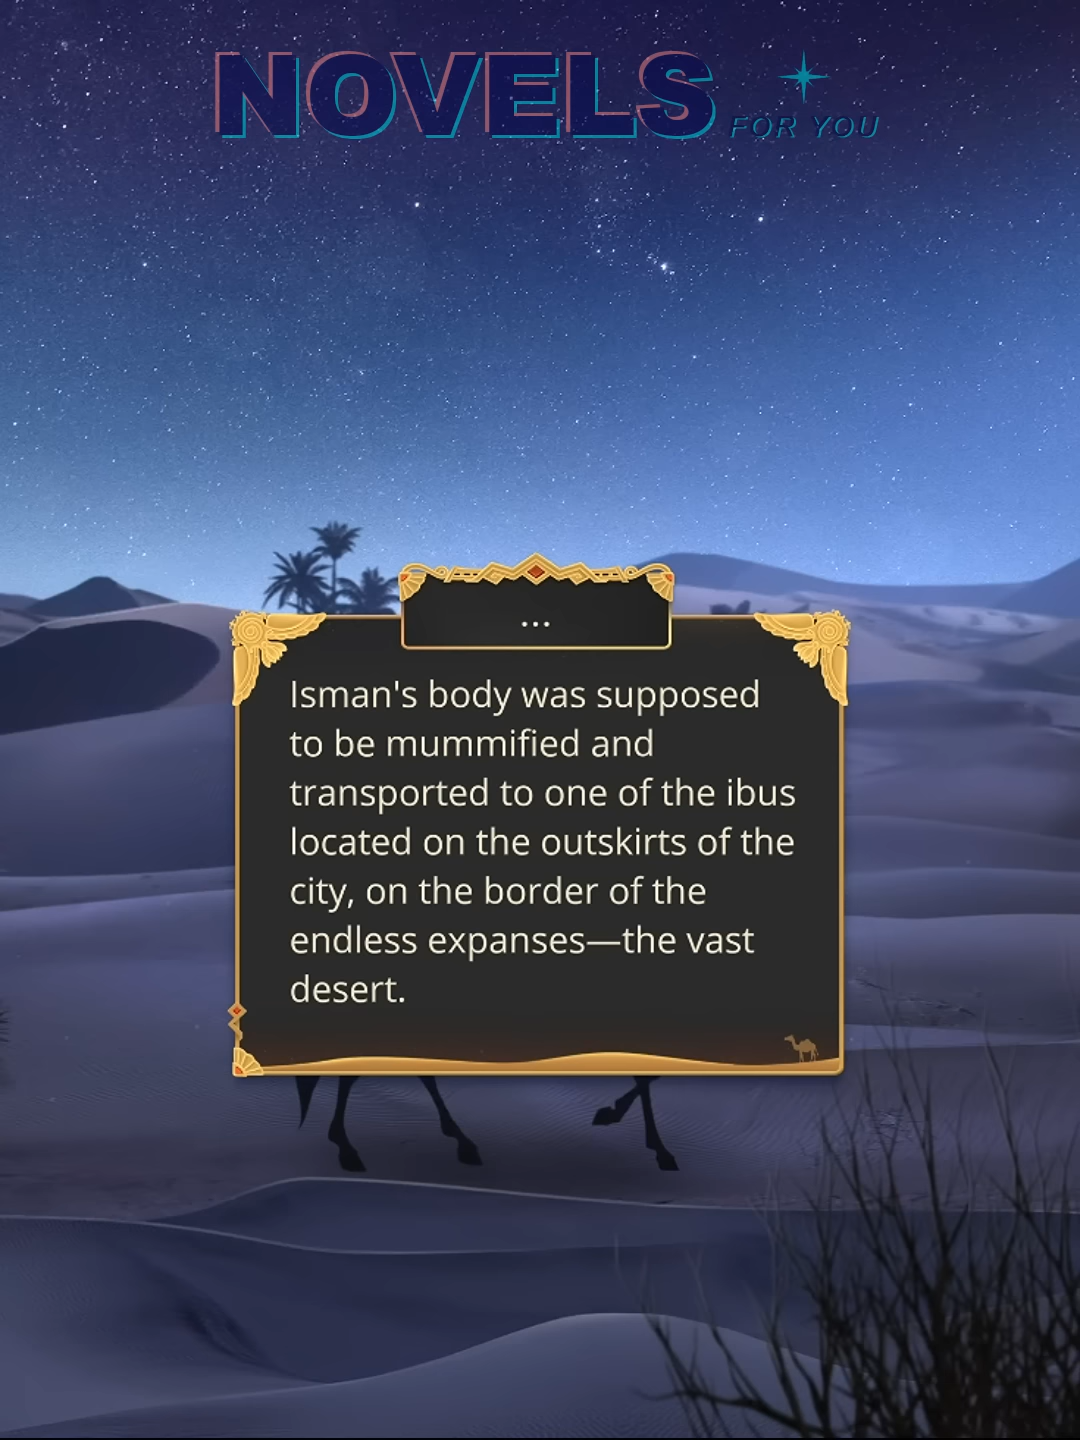 NOVELS
FOR YOU
...
Isman's body was supposed
to be mummified and
transported to one of the ibus
located on the outskirts of the
city, on the border of the
endless expanses—the vast
desert.